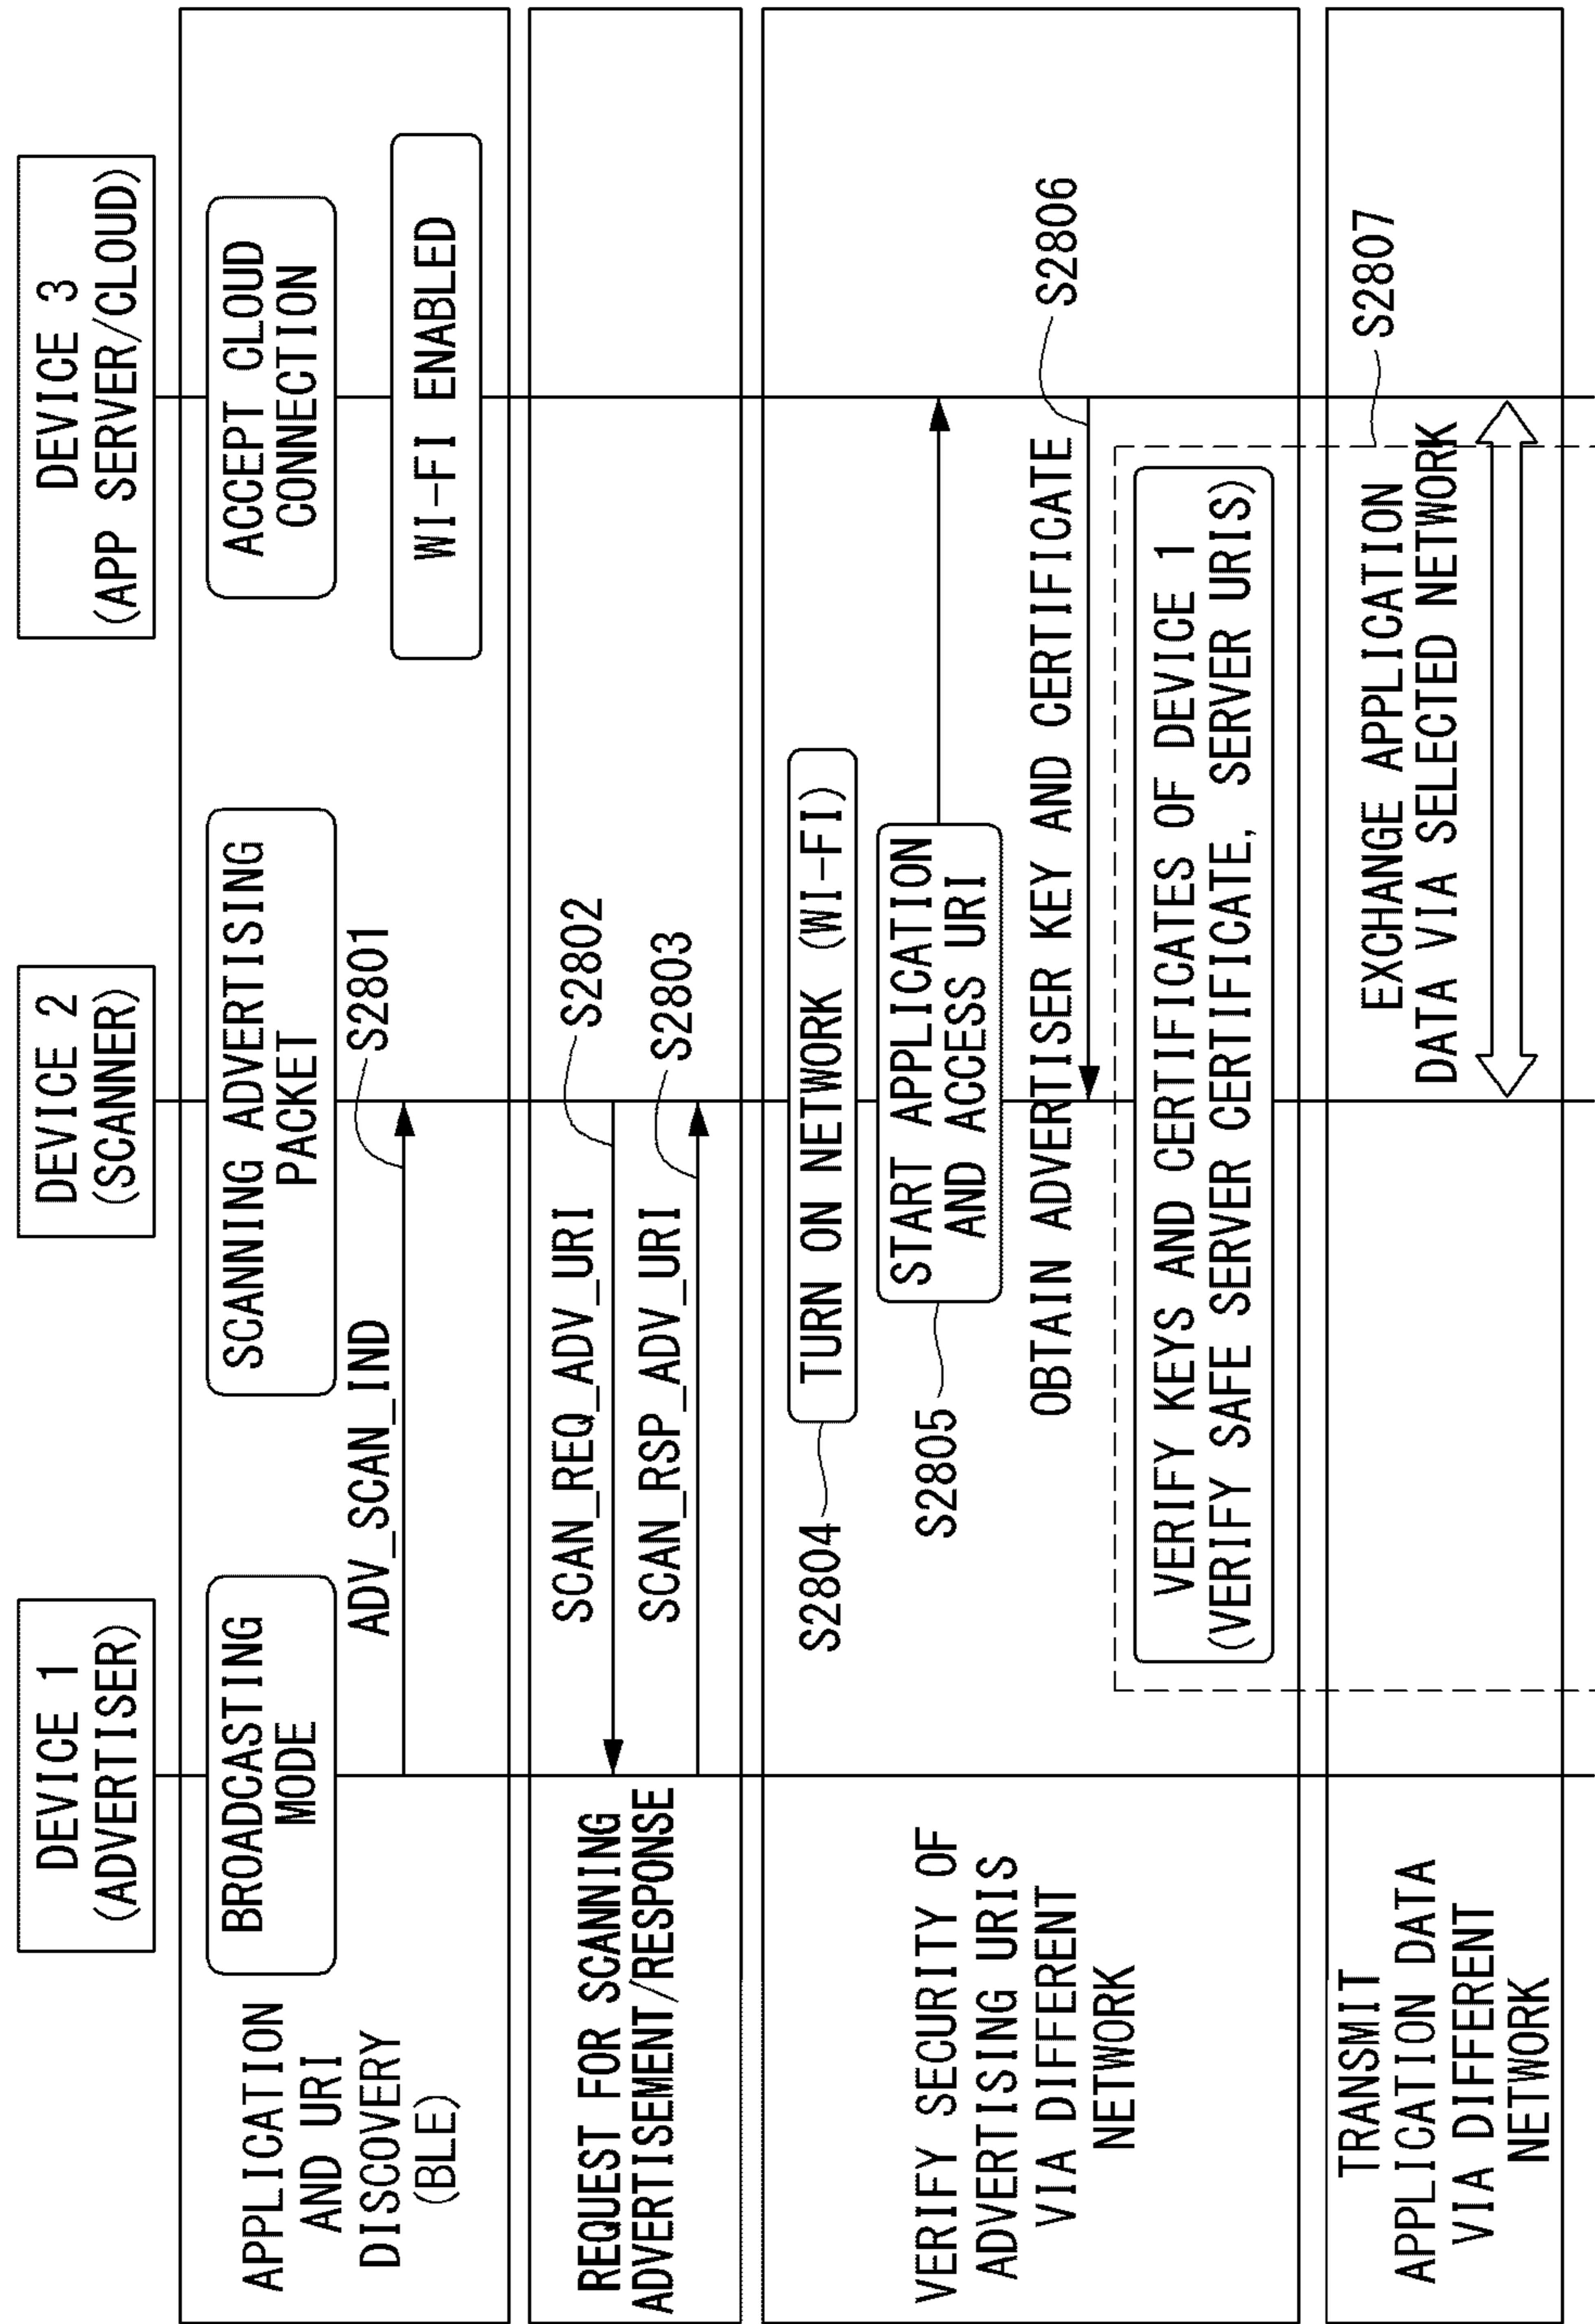 DEVICE 1
(ADVERTISER)
DEVICE 2
(SCANNER)
DEVICE 3
(APP SERVER/CLOUD)
APPLICATION
AND URI
DISCOVERY
(BLE)
BROADCASTING
MODE
SCANNING ADVERTISING
PACKET
ACCEPT CLOUD
CONNECTION
ADV_SCAN_IND
S2801
WI-FI ENABLED
REQUEST FOR SCANNING
ADVERTISEMENT/RESPONSE
SCAN_REQ_ADV_URI
S2802
SCAN_RSP_ADV_URI
S2803
VERIFY SECURITY OF
ADVERTISING URIS
VIA DIFFERENT
NETWORK
S2804
TURN ON NETWORK (WI-FI)
S2805
START APPLICATION
AND ACCESS URI
OBTAIN ADVERTISER KEY AND CERTIFICATE
S2806
VERIFY KEYS AND CERTIFICATES OF DEVICE 1
(VERIFY SAFE SERVER CERTIFICATE, SERVER URIS)
S2807
TRANSMIT
APPLICATION DATA
VIA DIFFERENT
NETWORK
EXCHANGE APPLICATION
DATA VIA SELECTED NETWORK